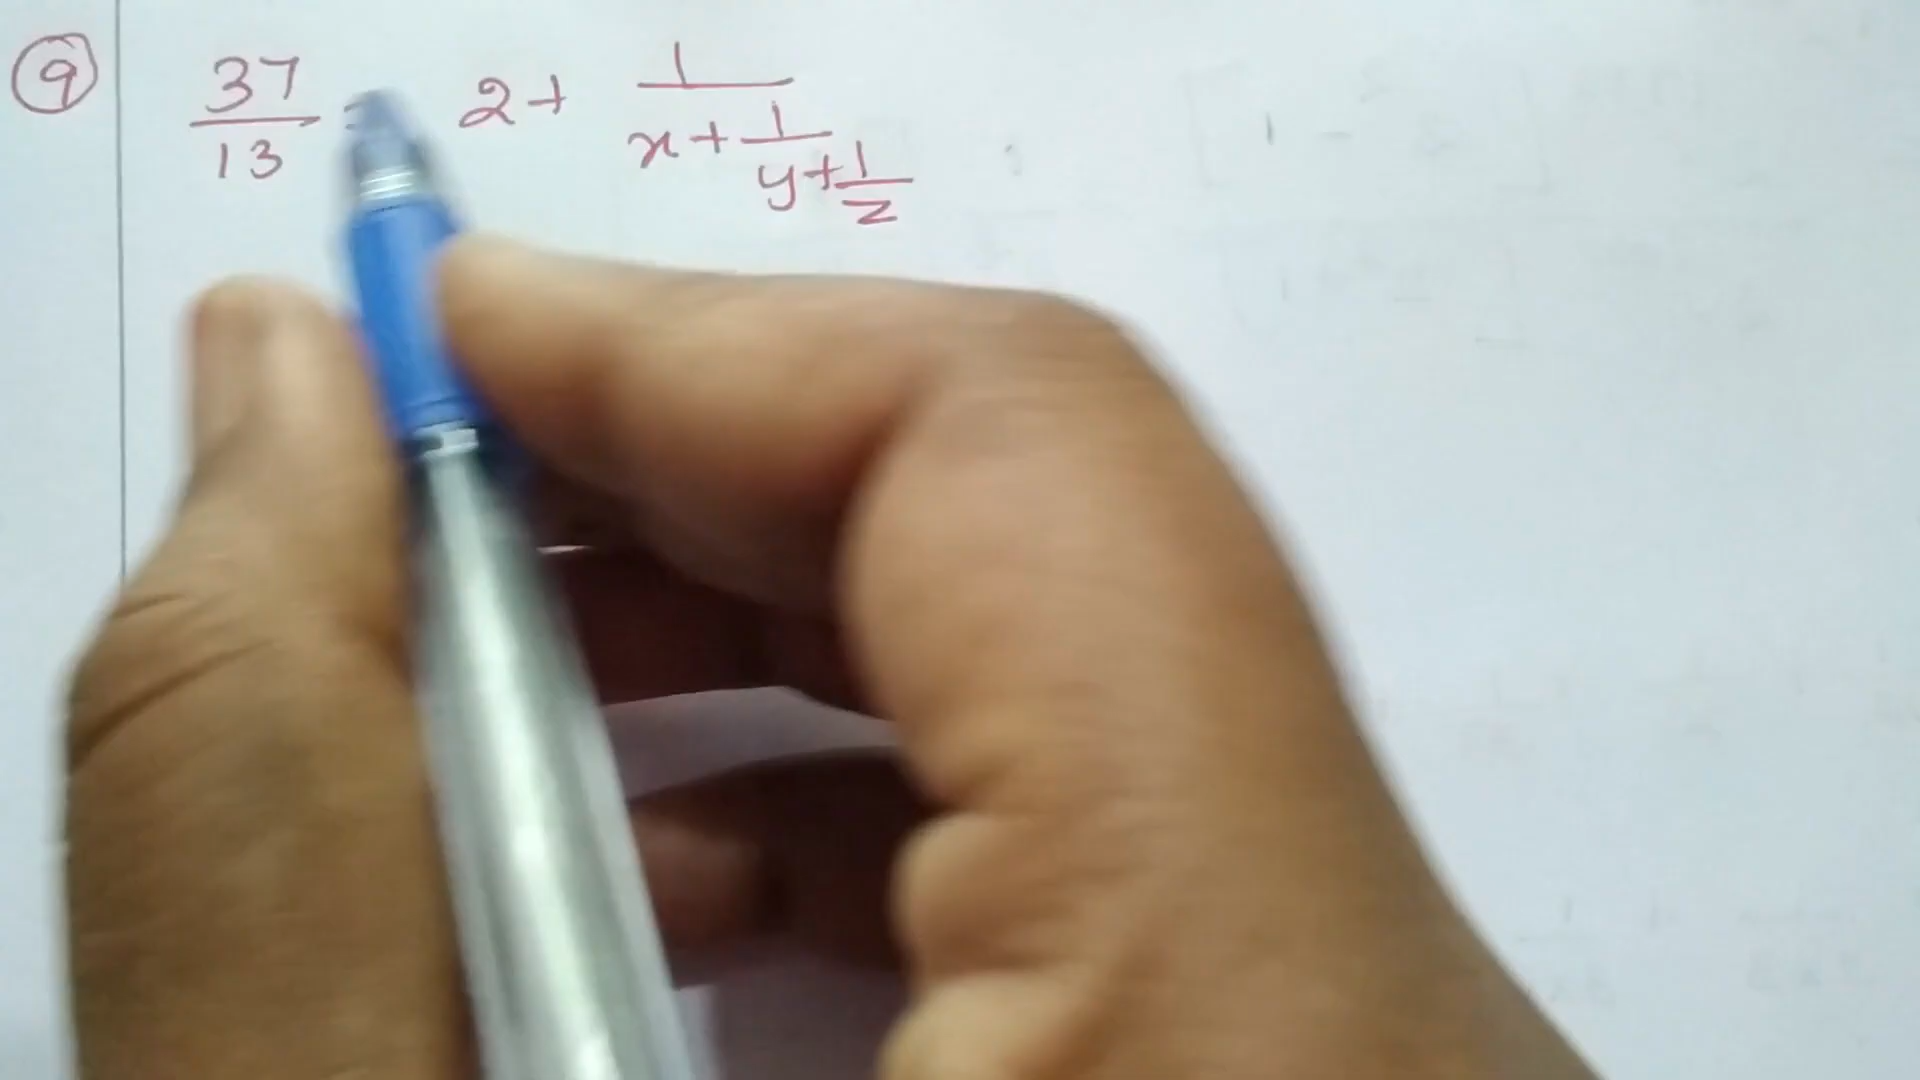 9 37/13 = 2 + 1/(x + 1/(y + 1/z))